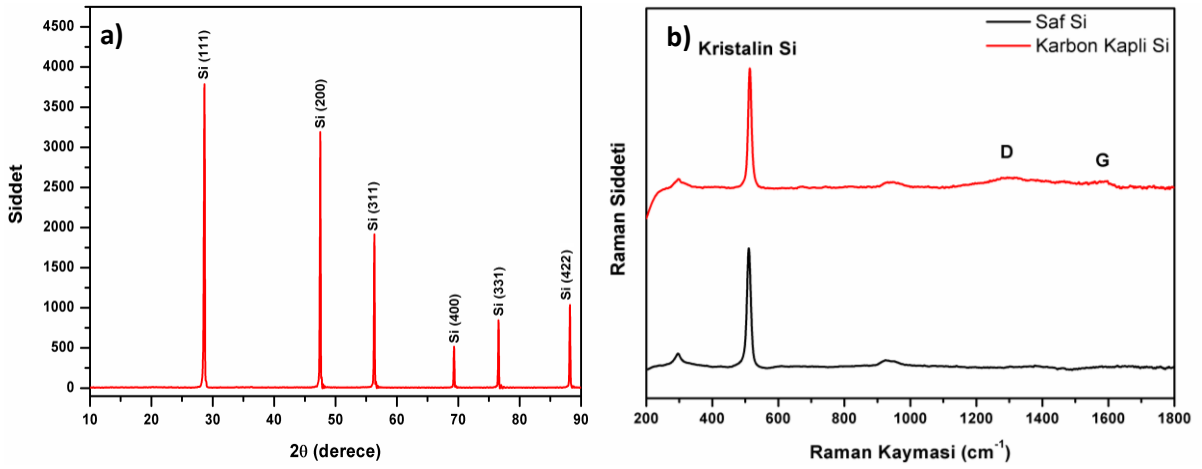 a)
4500
4000
3500
3000
2500
2000
1500
1000
500
0
Siddet
Si (111)
Si (200)
Si (311)
Si (400)
Si (331)
Si (422)
10 20 30 40 50 60 70 80 90
2θ (derece)
b)
Saf Si
Karbon Kapli Si
Kristalin Si
D
G
Raman Siddeti
200 400 600 800 1000 1200 1400 1600 1800
Raman Kaymasi (cm⁻¹)